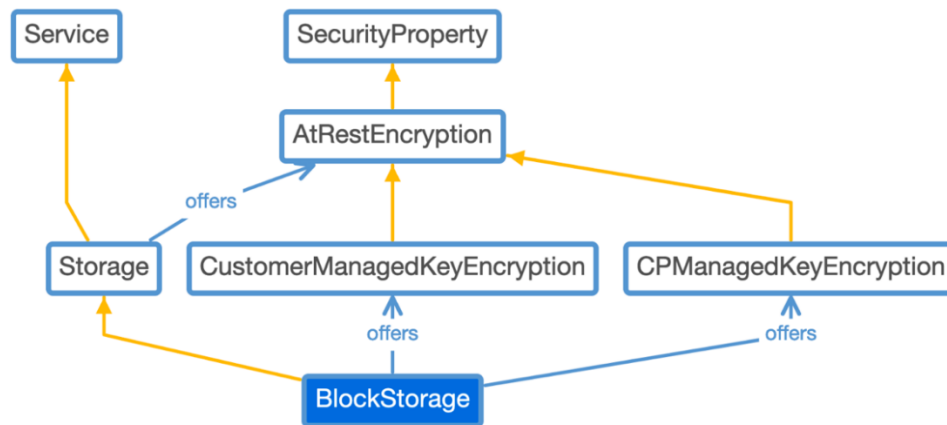 Service
SecurityProperty
AtRestEncryption
offers
Storage
CustomerManagedKeyEncryption
CPManagedKeyEncryption
offers
offers
BlockStorage